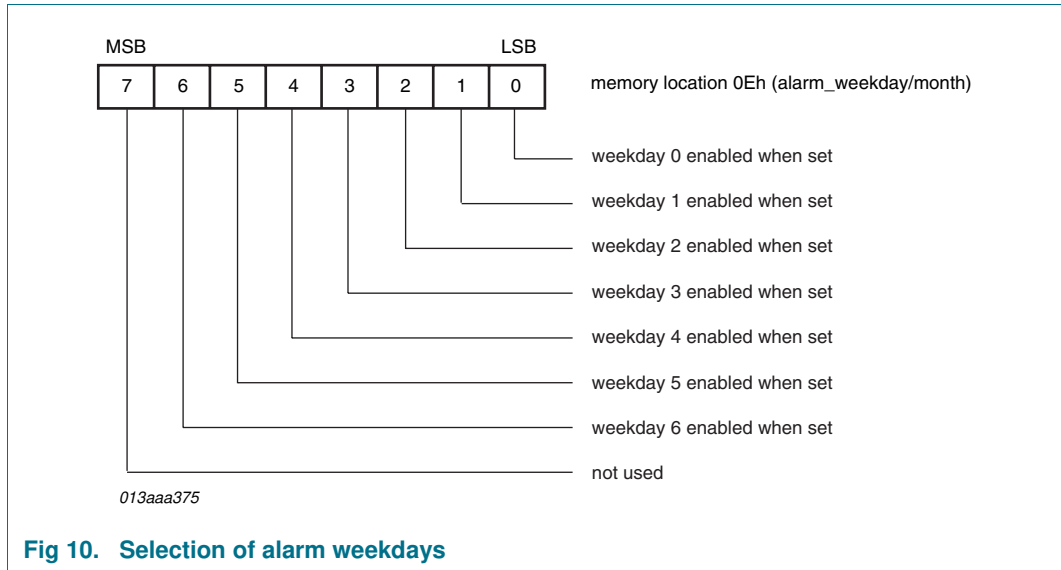 MSB LSB
7 6 5 4 3 2 1 0 memory location 0Eh (alarm_weekday/month)
weekday 0 enabled when set
weekday 1 enabled when set
weekday 2 enabled when set
weekday 3 enabled when set
weekday 4 enabled when set
weekday 5 enabled when set
weekday 6 enabled when set
not used
013aaa375
Fig 10. Selection of alarm weekdays